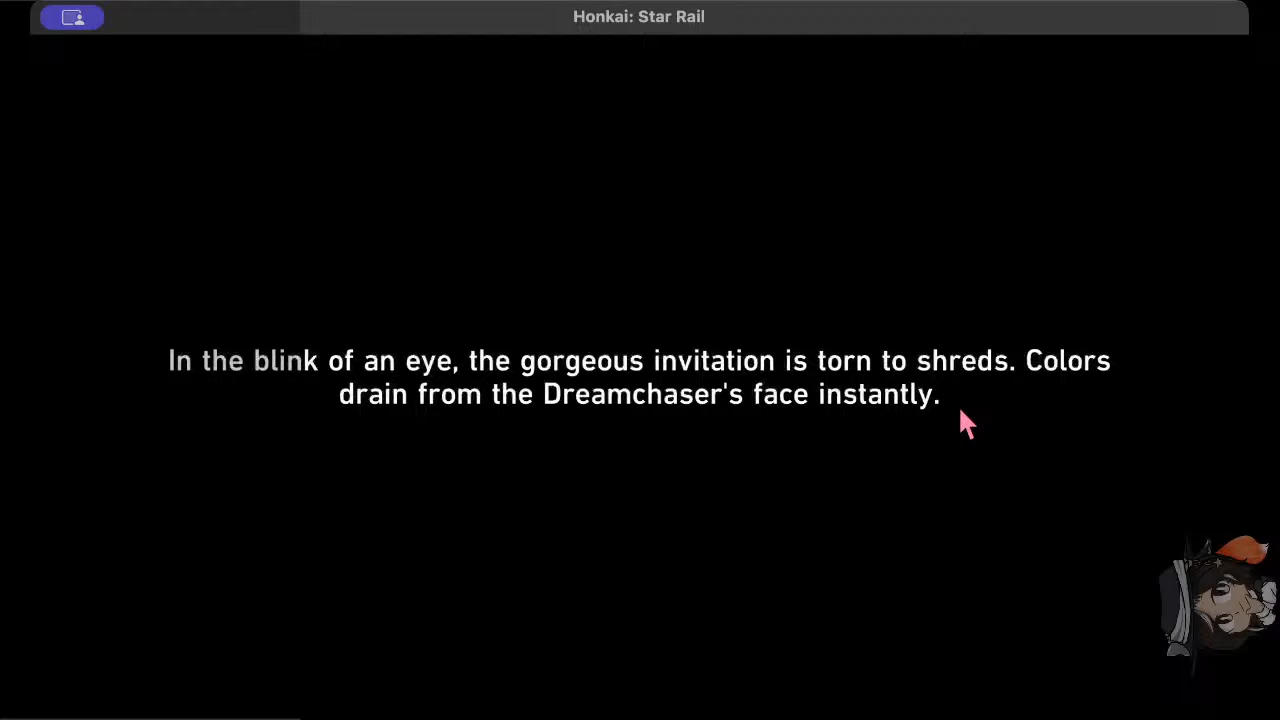 Honkai: Star Rail
In the blink of an eye, the gorgeous invitation is torn to shreds. Colors
drain from the Dreamchaser's face instantly.